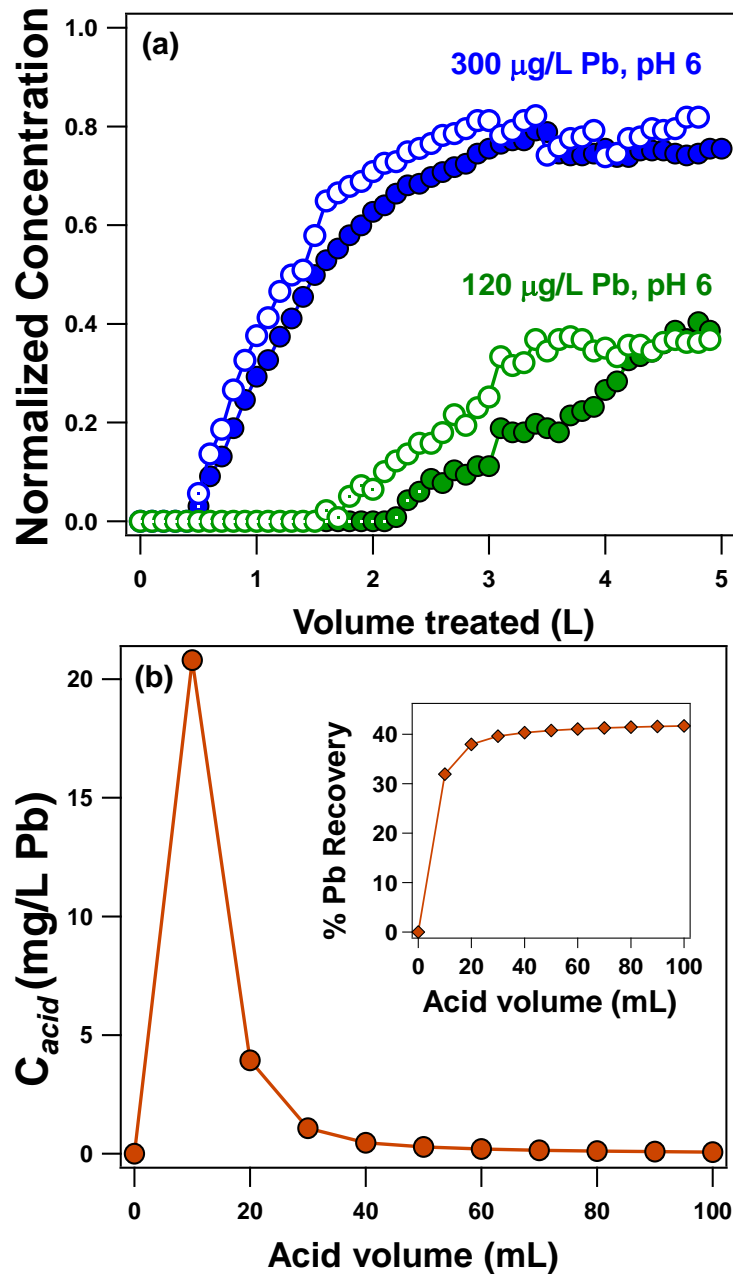 (a)
300 μg/L Pb, pH 6
120 μg/L Pb, pH 6
Normalized Concentration
1.0
0.8
0.6
0.4
0.2
0.0
0 1 2 3 4 5
Volume treated (L)
(b)
C_acid (mg/L Pb)
20
15
10
5
0
0 20 40 60 80 100
Acid volume (mL)
% Pb Recovery
40
30
20
10
0
0 20 40 60 80 100
Acid volume (mL)